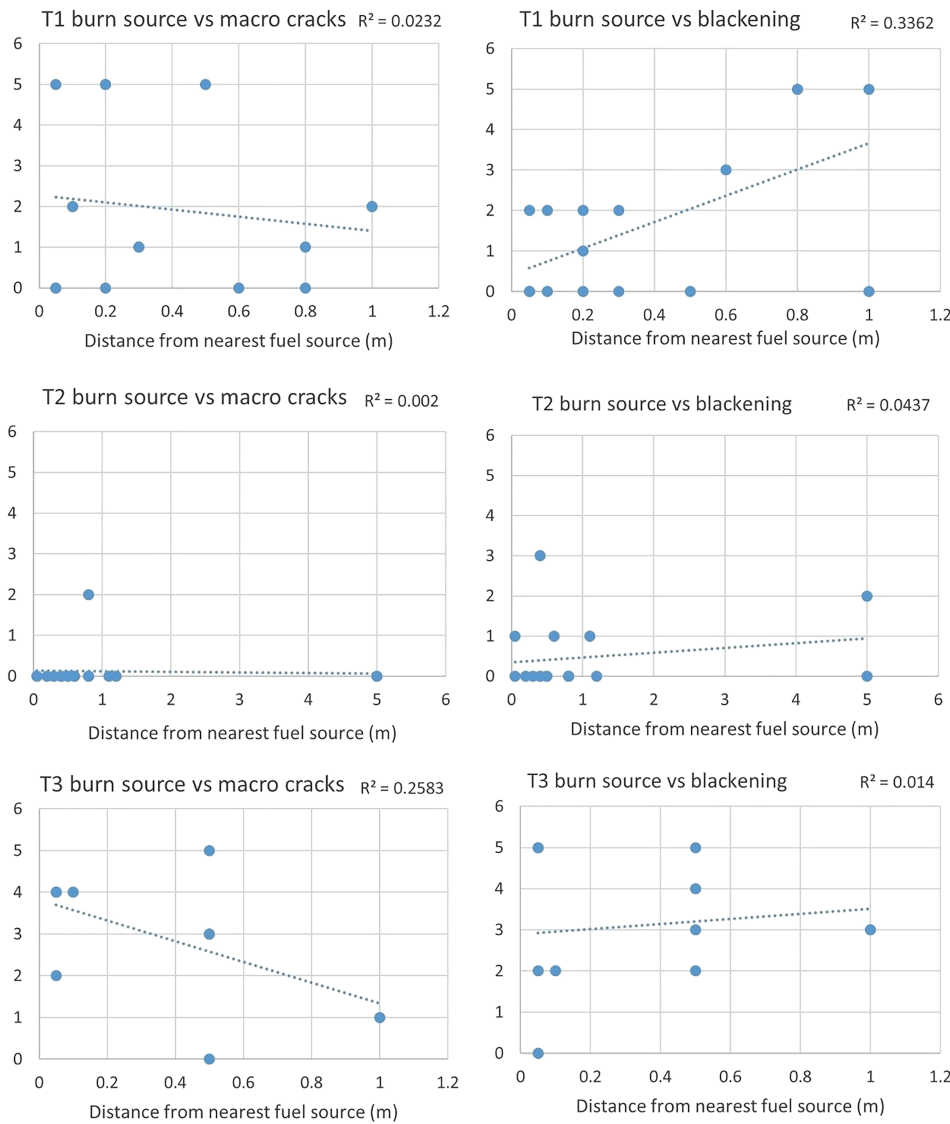 T1 burn source vs macro cracks R² = 0.0232
6
5
4
3
2
1
0
0 0.2 0.4 0.6 0.8 1 1.2
Distance from nearest fuel source (m)
T1 burn source vs blackening R² = 0.3362
6
5
4
3
2
1
0
0 0.2 0.4 0.6 0.8 1 1.2
Distance from nearest fuel source (m)
T2 burn source vs macro cracks R² = 0.002
6
5
4
3
2
1
0
0 1 2 3 4 5 6
Distance from nearest fuel source (m)
T2 burn source vs blackening R² = 0.0437
6
5
4
3
2
1
0
0 1 2 3 4 5 6
Distance from nearest fuel source (m)
T3 burn source vs macro cracks R² = 0.2583
6
5
4
3
2
1
0
0 0.2 0.4 0.6 0.8 1 1.2
Distance from nearest fuel source (m)
T3 burn source vs blackening R² = 0.014
6
5
4
3
2
1
0
0 0.2 0.4 0.6 0.8 1 1.2
Distance from nearest fuel source (m)